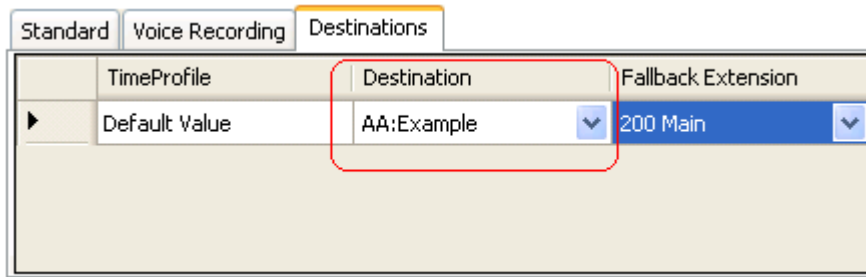 Standard Voice Recording Destinations
TimeProfile Destination Fallback Extension
Default Value AA:Example 200 Main